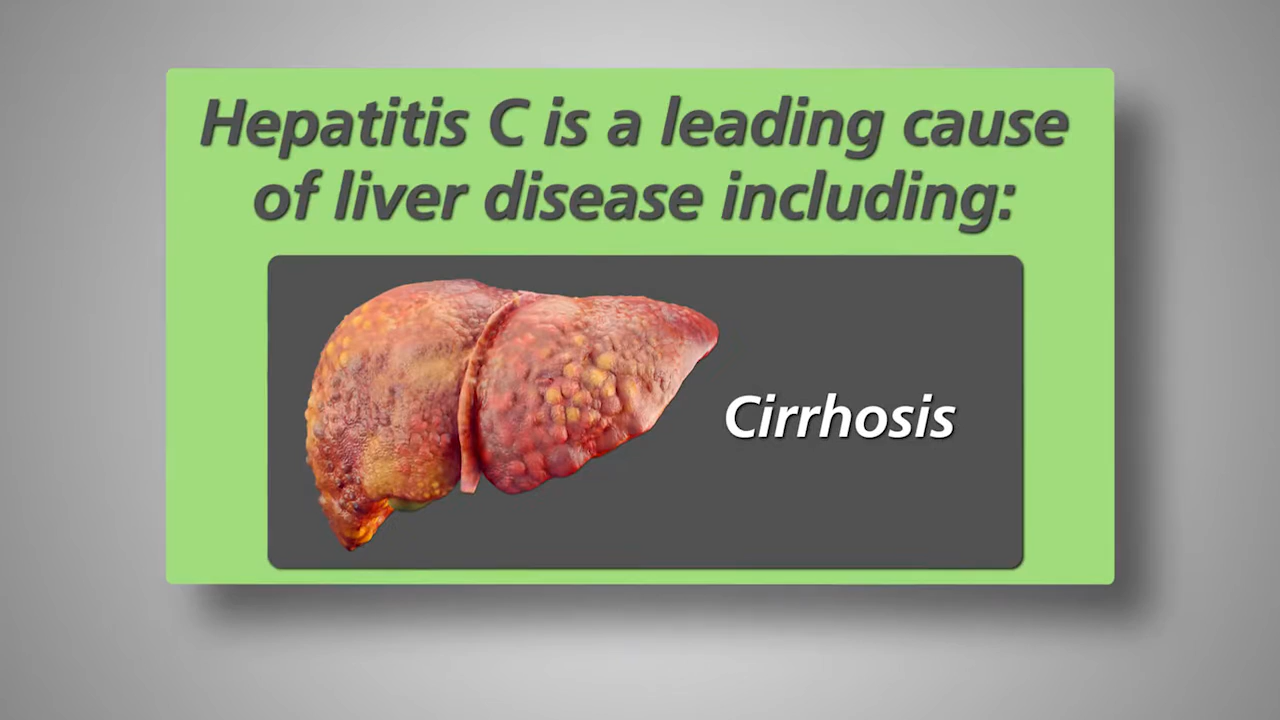 Hepatitis C is a leading cause
of liver disease including:
Cirrhosis